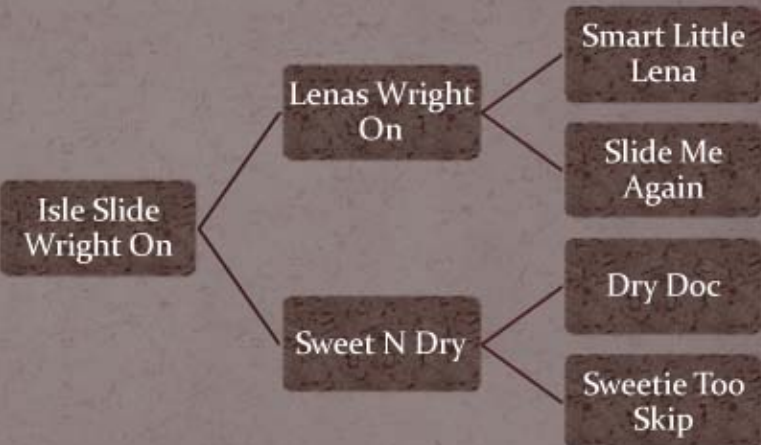 Isle Slide
Wright On
Lenas Wright
On
Sweet N Dry
Smart Little
Lena
Slide Me
Again
Dry Doc
Sweetie Too
Skip